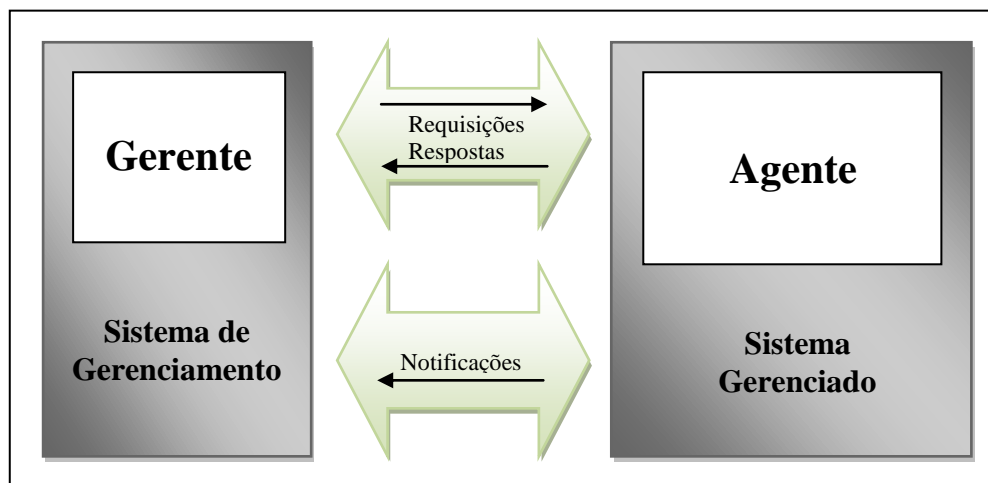 Gerente
Sistema de
Gerenciamento
Requisições
Respostas
Notificações
Agente
Sistema
Gerenciado